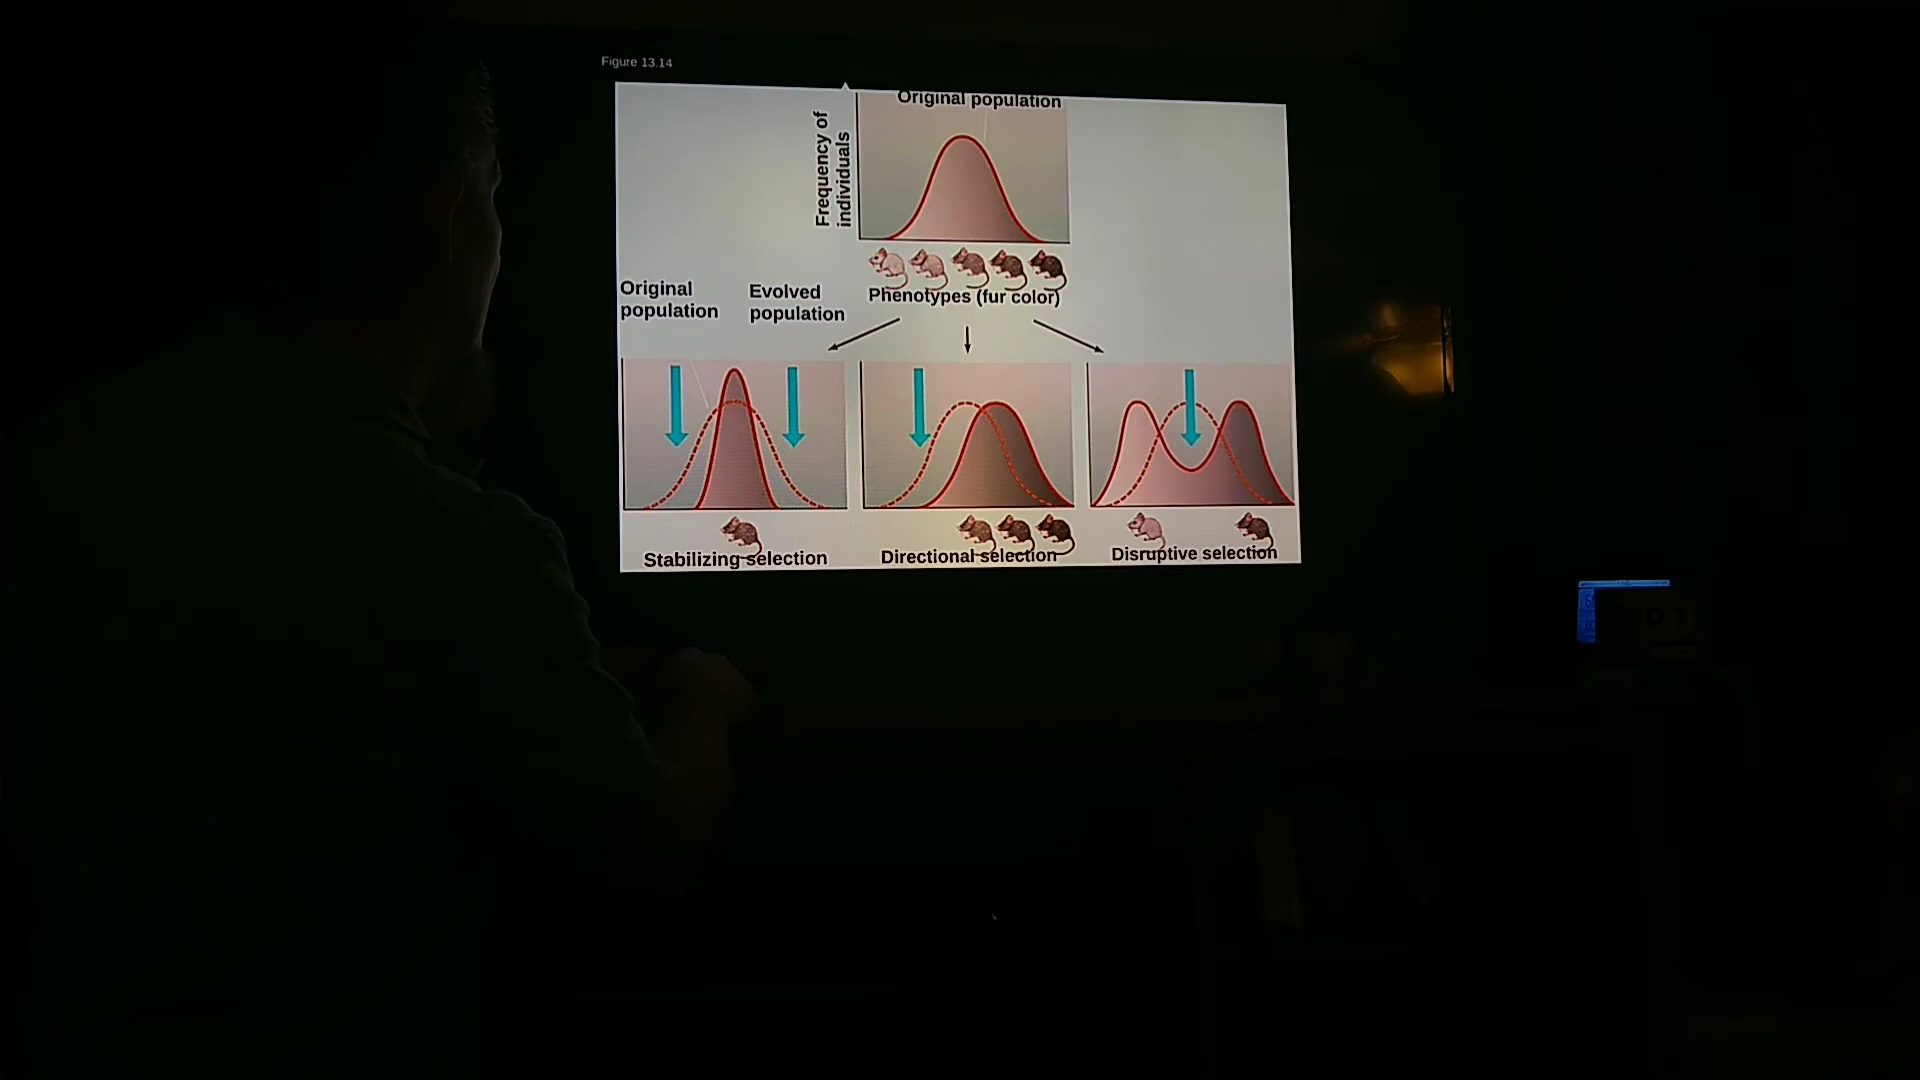 Figure 13.14
Original population
Frequency of
individuals
Phenotypes (fur color)
Original
population
Evolved
population
Stabilizing selection
Directional selection
Disruptive selection